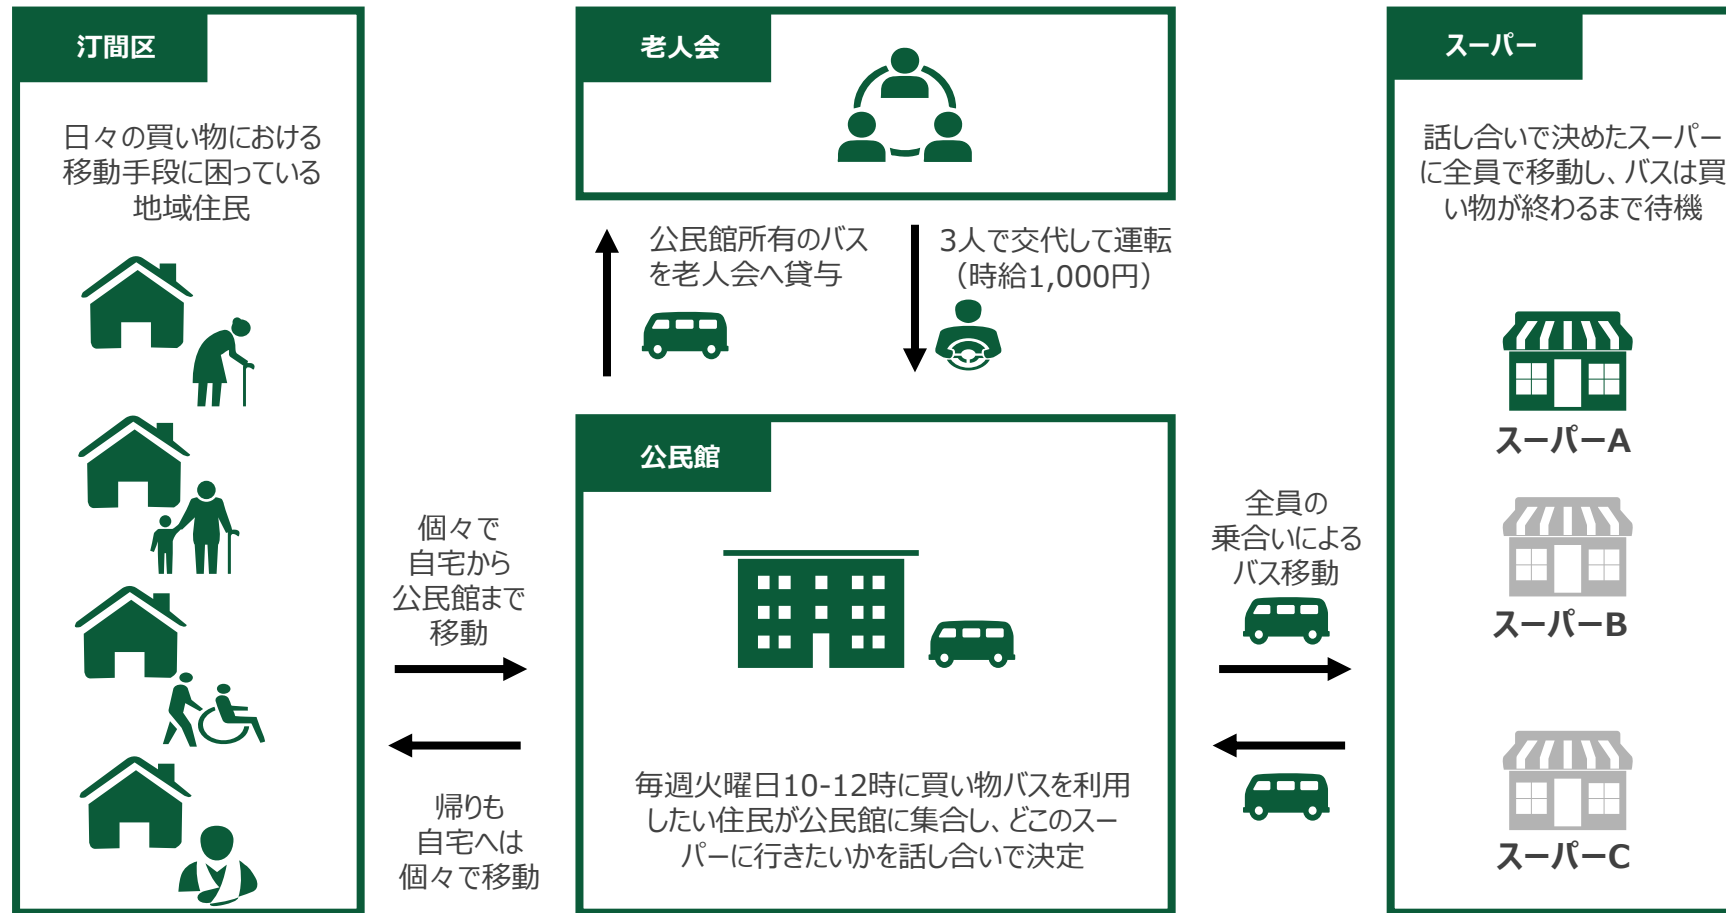 汀間区
日々の買い物における
移動手段に困っている
地域住民
個々で
自宅から
公民館まで
移動
帰りも
自宅へは
個々で移動
老人会
公民館所有のバス
を老人会へ貸与
3人で交代して運転
（時給1,000円）
公民館
毎週火曜日10-12時に買い物バスを利用
したい住民が公民館に集合し、どこのスー
パーに行きたいかを話し合いで決定
全員の
乗合いによる
バス移動
スーパー
話し合いで決めたスーパー
に全員で移動し、バスは買
い物が終わるまで待機
スーパーA
スーパーB
スーパーC